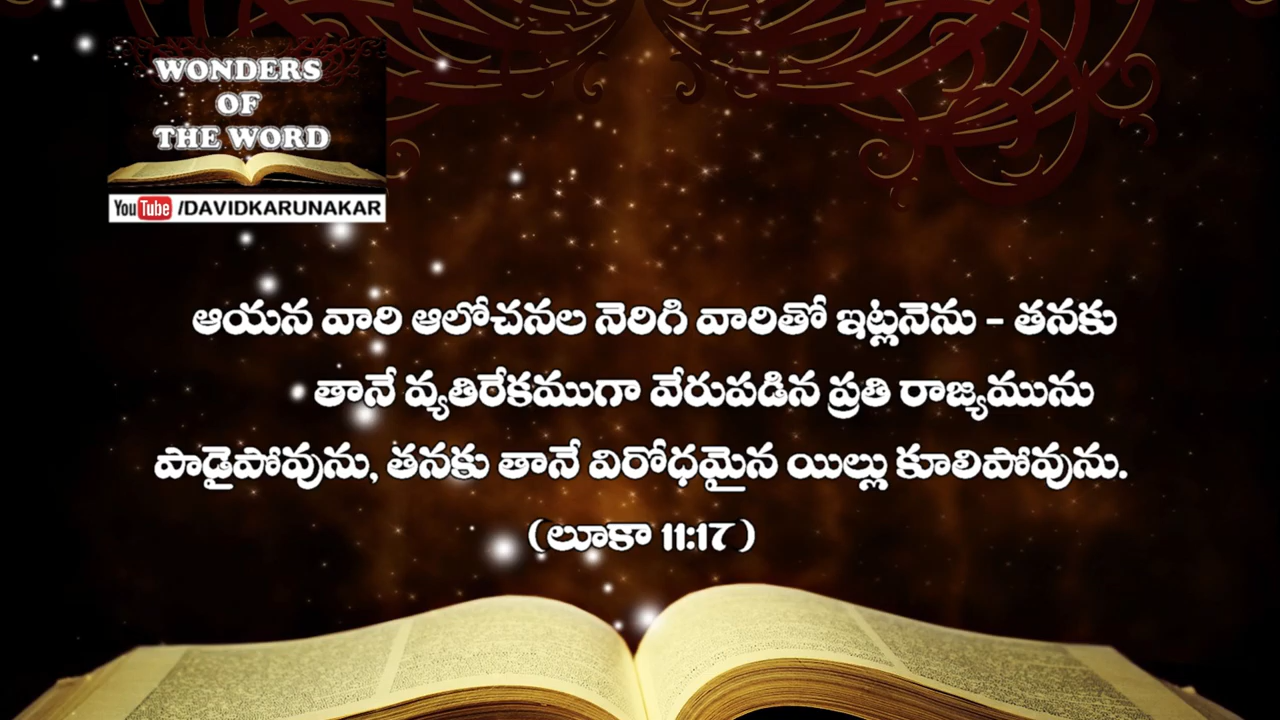 WONDERS
OF
THE WORD
YouTube /DAVIDKARUNAKAR
ఆయన వారి ఆలోచనల నెరిగి వారితో ఇట్లనెను - తనకు
తానే వ్యతిరేకముగా వేరుపడిన ప్రతి రాజ్యమును
పాడైపోవును, తనకు తానే విరోధమైన యిల్లు కూలిపోవును.
(లూకా 11:17)